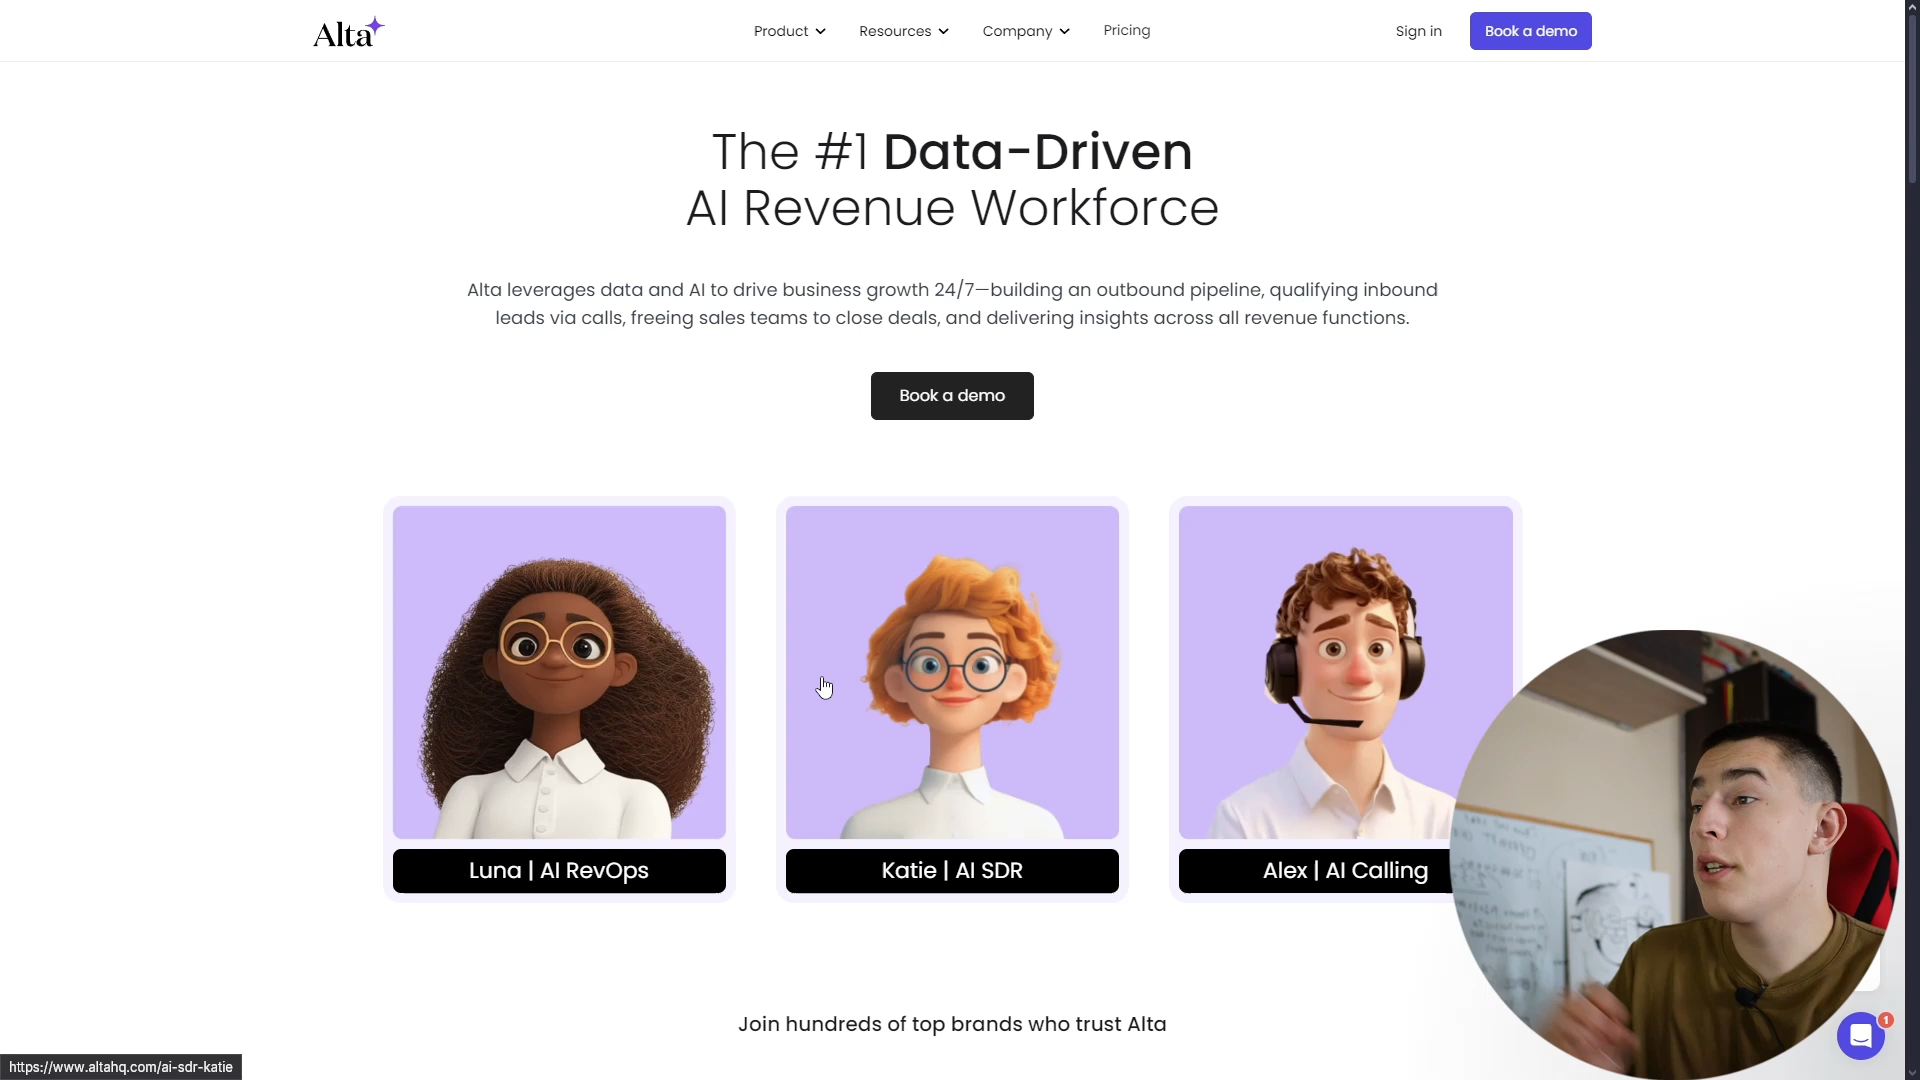 Alta
Product
Resources
Company
Pricing
Sign in
Book a demo
The #1 Data-Driven
AI Revenue Workforce
Alta leverages data and AI to drive business growth 24/7—building an outbound pipeline, qualifying inbound
leads via calls, freeing sales teams to close deals, and delivering insights across all revenue functions.
Book a demo
Luna | AI RevOps
Katie | AI SDR
Alex | AI Calling
Join hundreds of top brands who trust Alta
1
https://www.altahq.com/ai-sdr-katie